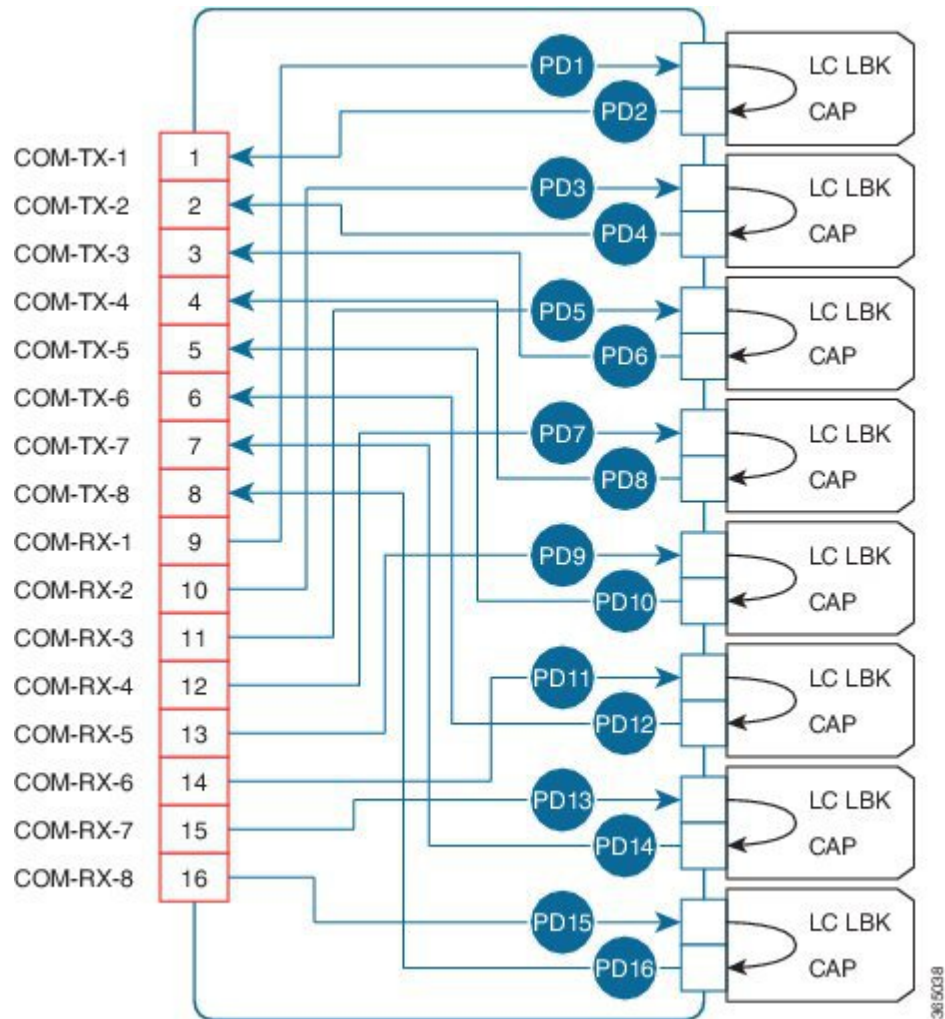 PD1
LC LBK
PD2
CAP
COM-TX-1 1
PD3
LC LBK
COM-TX-2 2
PD4
CAP
COM-TX-3 3
COM-TX-4 4
PD5
LC LBK
COM-TX-5 5
PD6
CAP
COM-TX-6 6
COM-TX-7 7
PD7
LC LBK
PD8
CAP
COM-TX-8 8
COM-RX-1 9
PD9
LC LBK
COM-RX-2 10
PD10
CAP
COM-RX-3 11
COM-RX-4 12
PD11
LC LBK
COM-RX-5 13
PD12
CAP
COM-RX-6 14
PD13
LC LBK
COM-RX-7 15
PD14
CAP
COM-RX-8 16
PD15
LC LBK
PD16
CAP
365038